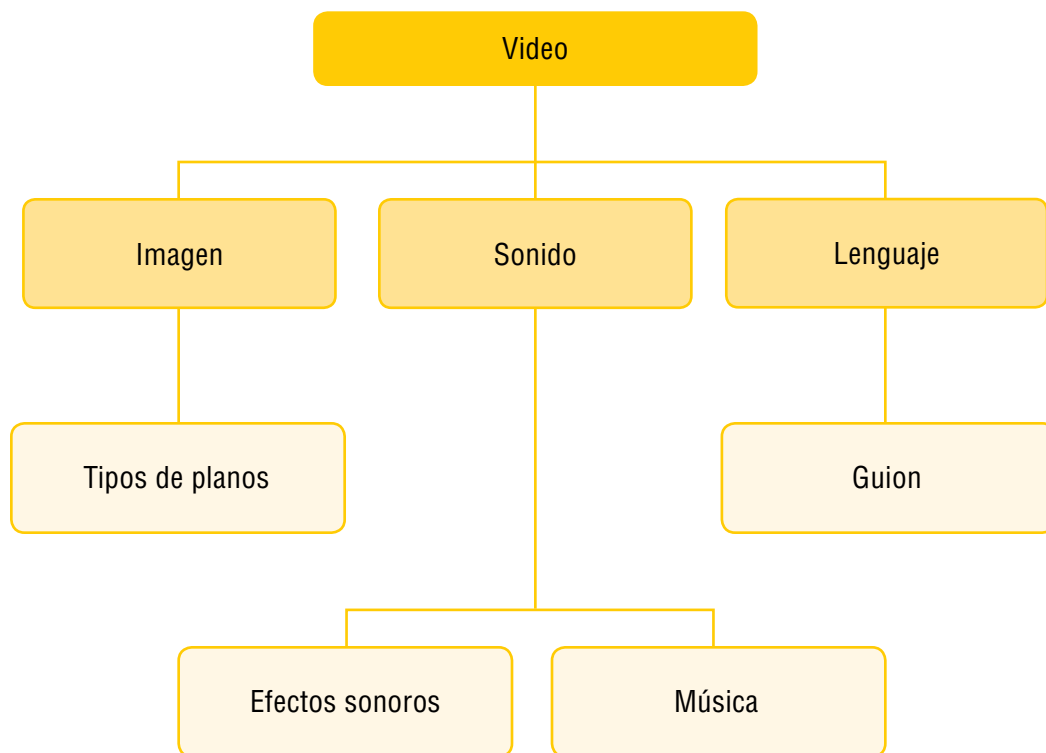 Video
Imagen
Sonido
Lenguaje
Tipos de planos
Guion
Efectos sonoros
Música